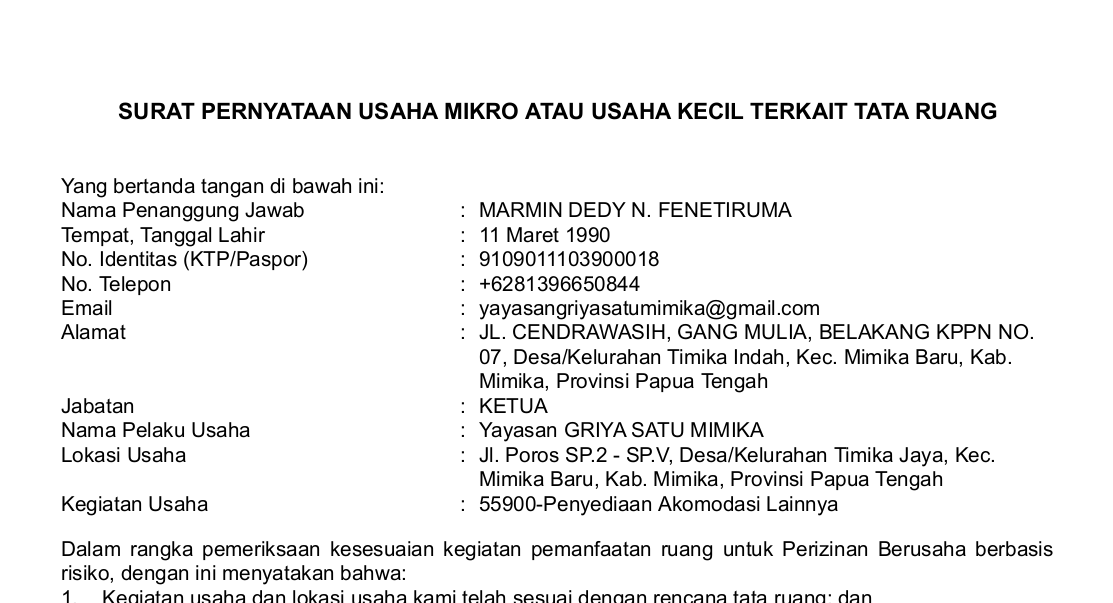 SURAT PERNYATAAN USAHA MIKRO ATAU USAHA KECIL TERKAIT TATA RUANG
Yang bertanda tangan di bawah ini:
Nama Penanggung Jawab : MARMIN DEDY N. FENETIRUMA
Tempat, Tanggal Lahir : 11 Maret 1990
No. Identitas (KTP/Paspor) : 9109011103900018
No. Telepon : +6281396650844
Email : yayasangriyasatumimika@gmail.com
Alamat : JL. CENDRAWASIH, GANG MULIA, BELAKANG KPPN NO.
07, Desa/Kelurahan Timika Indah, Kec. Mimika Baru, Kab.
Mimika, Provinsi Papua Tengah
Jabatan : KETUA
Nama Pelaku Usaha : Yayasan GRIYA SATU MIMIKA
Lokasi Usaha : Jl. Poros SP.2 - SP.V, Desa/Kelurahan Timika Jaya, Kec.
Mimika Baru, Kab. Mimika, Provinsi Papua Tengah
Kegiatan Usaha : 55900-Penyediaan Akomodasi Lainnya
Dalam rangka pemeriksaan kesesuaian kegiatan pemanfaatan ruang untuk Perizinan Berusaha berbasis
risiko, dengan ini menyatakan bahwa:
1. Kegiatan usaha dan lokasi usaha kami telah sesuai dengan rencana tata ruang; dan